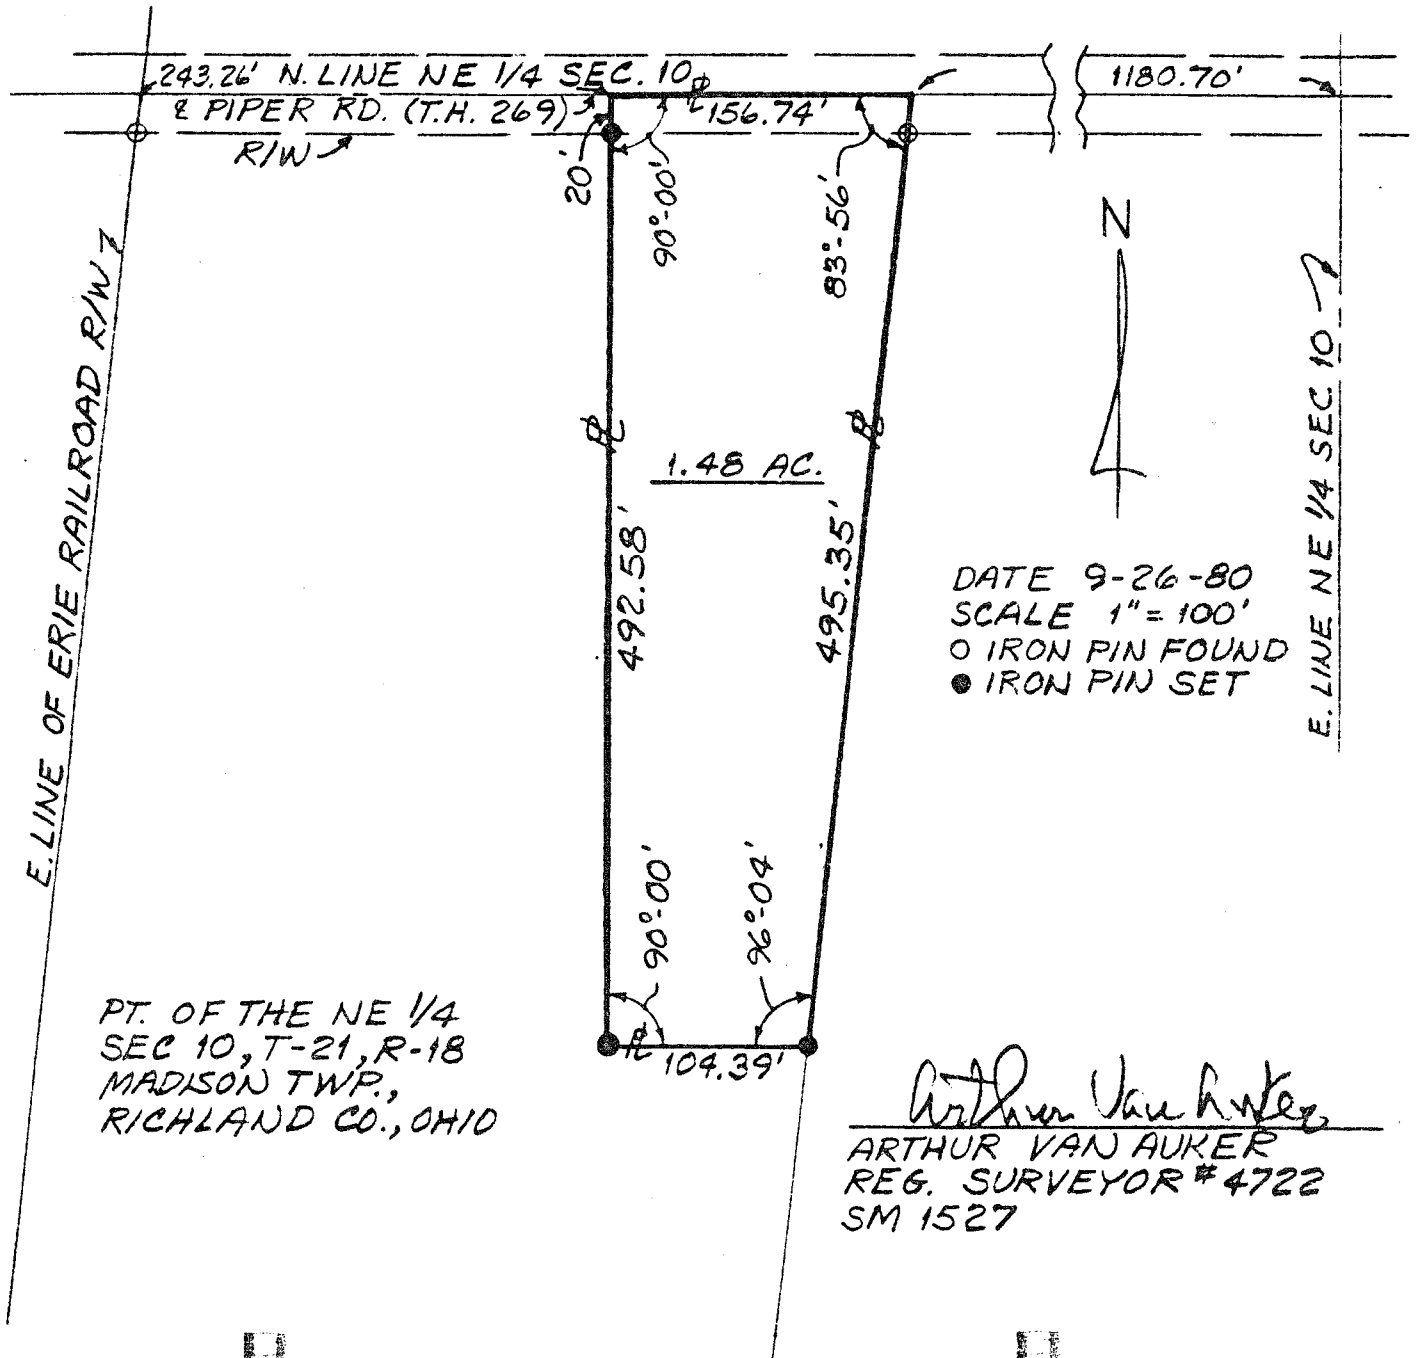 243.26' N. LINE NE 1/4 SEC. 10
℄ PIPER RD. (T.H. 269)
R/W
20'
℄
156.74'
1180.70'
90°-00'
83°-56'
N
E. LINE OF ERIE RAILROAD R/W
E. LINE NE 1/4 SEC. 10
℄
℄
1.48 AC.
492.58'
495.35'
DATE 9-26-80
SCALE 1"= 100'
○ IRON PIN FOUND
● IRON PIN SET
90°-00'
96°-04'
℄
104.39'
PT. OF THE NE 1/4
SEC 10, T-21, R-18
MADISON TWP.,
RICHLAND CO., OHIO
Arthur Van Auker
ARTHUR VAN AUKER
REG. SURVEYOR #4722
SM 1527